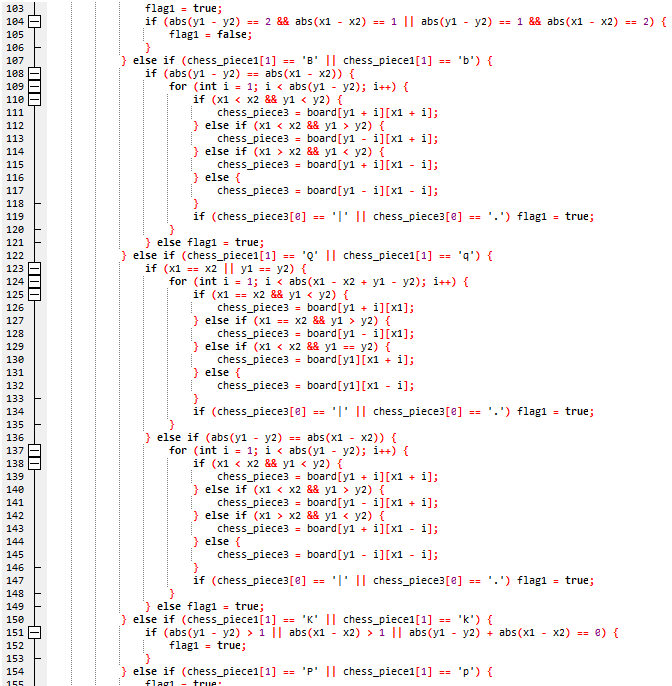 103 flag1 = true;
104 if (abs(y1 - y2) == 2 && abs(x1 - x2) == 1 || abs(y1 - y2) == 1 && abs(x1 - x2) == 2) {
105 flag1 = false;
106 }
107 } else if (chess_piece1[1] == 'B' || chess_piece1[1] == 'b') {
108 if (abs(y1 - y2) == abs(x1 - x2)) {
109 for (int i = 1; i < abs(y1 - y2); i++) {
110 if (x1 < x2 && y1 < y2) {
111 chess_piece3 = board[y1 + i][x1 + i];
112 } else if (x1 < x2 && y1 > y2) {
113 chess_piece3 = board[y1 - i][x1 + i];
114 } else if (x1 > x2 && y1 < y2) {
115 chess_piece3 = board[y1 + i][x1 - i];
116 } else {
117 chess_piece3 = board[y1 - i][x1 - i];
118 }
119 if (chess_piece3[0] == '|' || chess_piece3[0] == '.') flag1 = true;
120 }
121 } else flag1 = true;
122 } else if (chess_piece1[1] == 'Q' || chess_piece1[1] == 'q') {
123 if (x1 == x2 || y1 == y2) {
124 for (int i = 1; i < abs(x1 - x2 + y1 - y2); i++) {
125 if (x1 == x2 && y1 < y2) {
126 chess_piece3 = board[y1 + i][x1];
127 } else if (x1 == x2 && y1 > y2) {
128 chess_piece3 = board[y1 - i][x1];
129 } else if (x1 < x2 && y1 == y2) {
130 chess_piece3 = board[y1][x1 + i];
131 } else {
132 chess_piece3 = board[y1][x1 - i];
133 }
134 if (chess_piece3[0] == '|' || chess_piece3[0] == '.') flag1 = true;
135 }
136 } else if (abs(y1 - y2) == abs(x1 - x2)) {
137 for (int i = 1; i < abs(y1 - y2); i++) {
138 if (x1 < x2 && y1 < y2) {
139 chess_piece3 = board[y1 + i][x1 + i];
140 } else if (x1 < x2 && y1 > y2) {
141 chess_piece3 = board[y1 - i][x1 + i];
142 } else if (x1 > x2 && y1 < y2) {
143 chess_piece3 = board[y1 + i][x1 - i];
144 } else {
145 chess_piece3 = board[y1 - i][x1 - i];
146 }
147 if (chess_piece3[0] == '|' || chess_piece3[0] == '.') flag1 = true;
148 }
149 } else flag1 = true;
150 } else if (chess_piece1[1] == 'K' || chess_piece1[1] == 'k') {
151 if (abs(y1 - y2) > 1 || abs(x1 - x2) > 1 || abs(y1 - y2) + abs(x1 - x2) == 0) {
152 flag1 = true;
153 }
154 } else if (chess_piece1[1] == 'P' || chess_piece1[1] == 'p') {
155 flag1 = true;